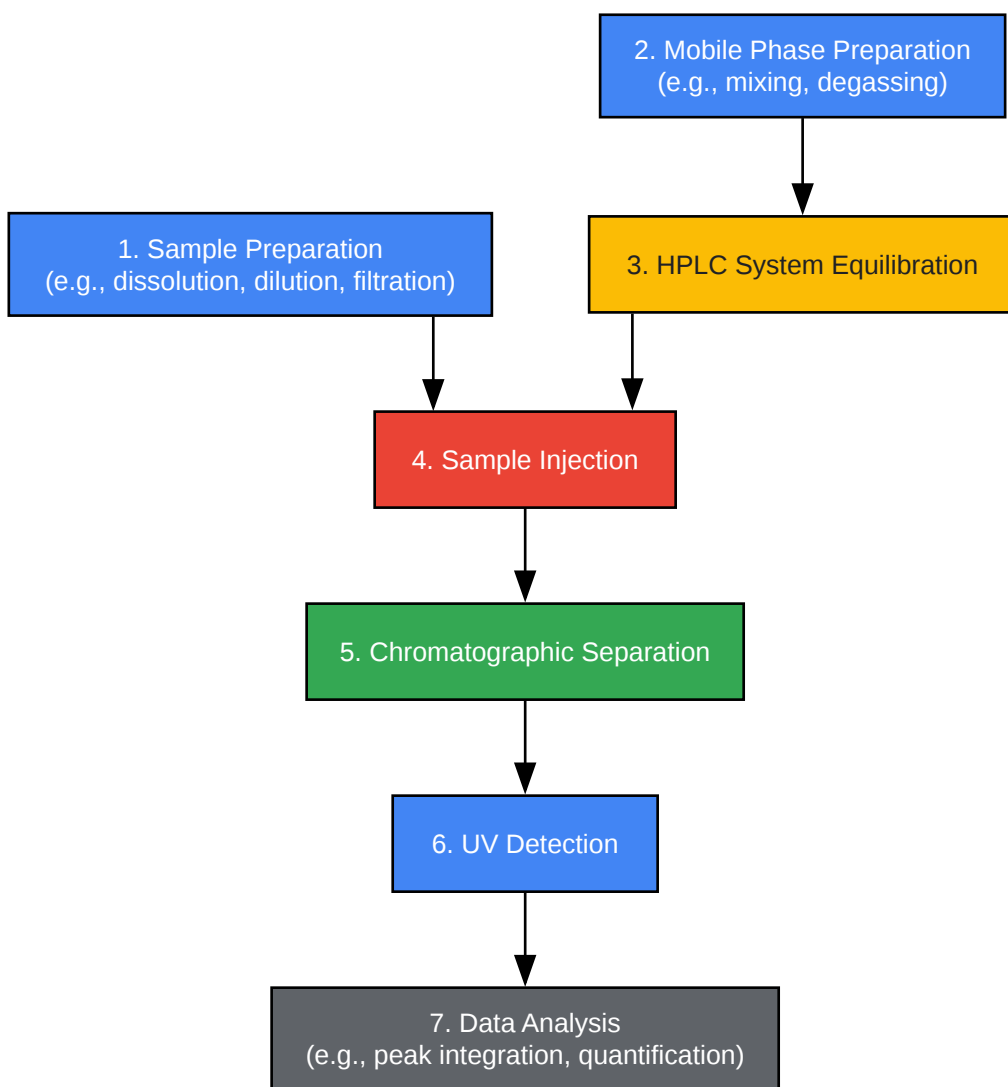 2. Mobile Phase Preparation
(e.g., mixing, degassing)
1. Sample Preparation
(e.g., dissolution, dilution, filtration)
3. HPLC System Equilibration
4. Sample Injection
5. Chromatographic Separation
6. UV Detection
7. Data Analysis
(e.g., peak integration, quantification)